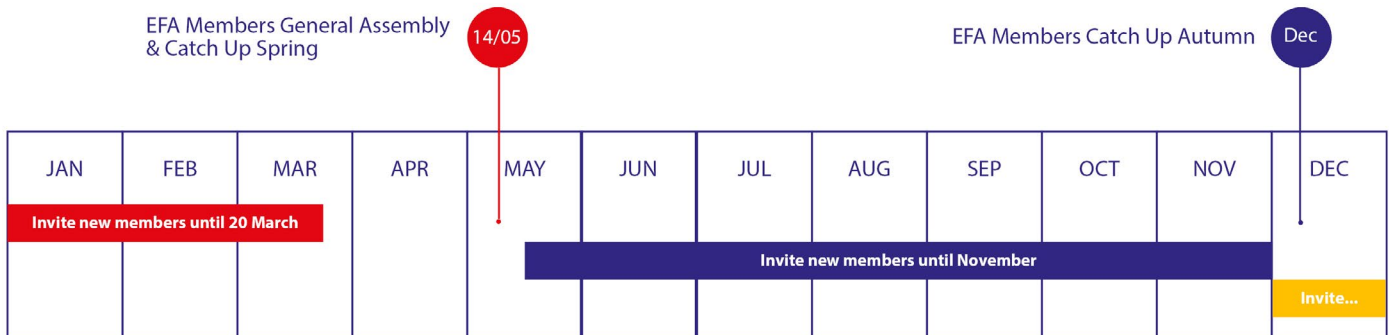 EFA Members General Assembly
& Catch Up Spring
14/05
EFA Members Catch Up Autumn
Dec
JAN FEB MAR APR MAY JUN JUL AUG SEP OCT NOV DEC
Invite new members until 20 March
Invite new members until November
Invite...